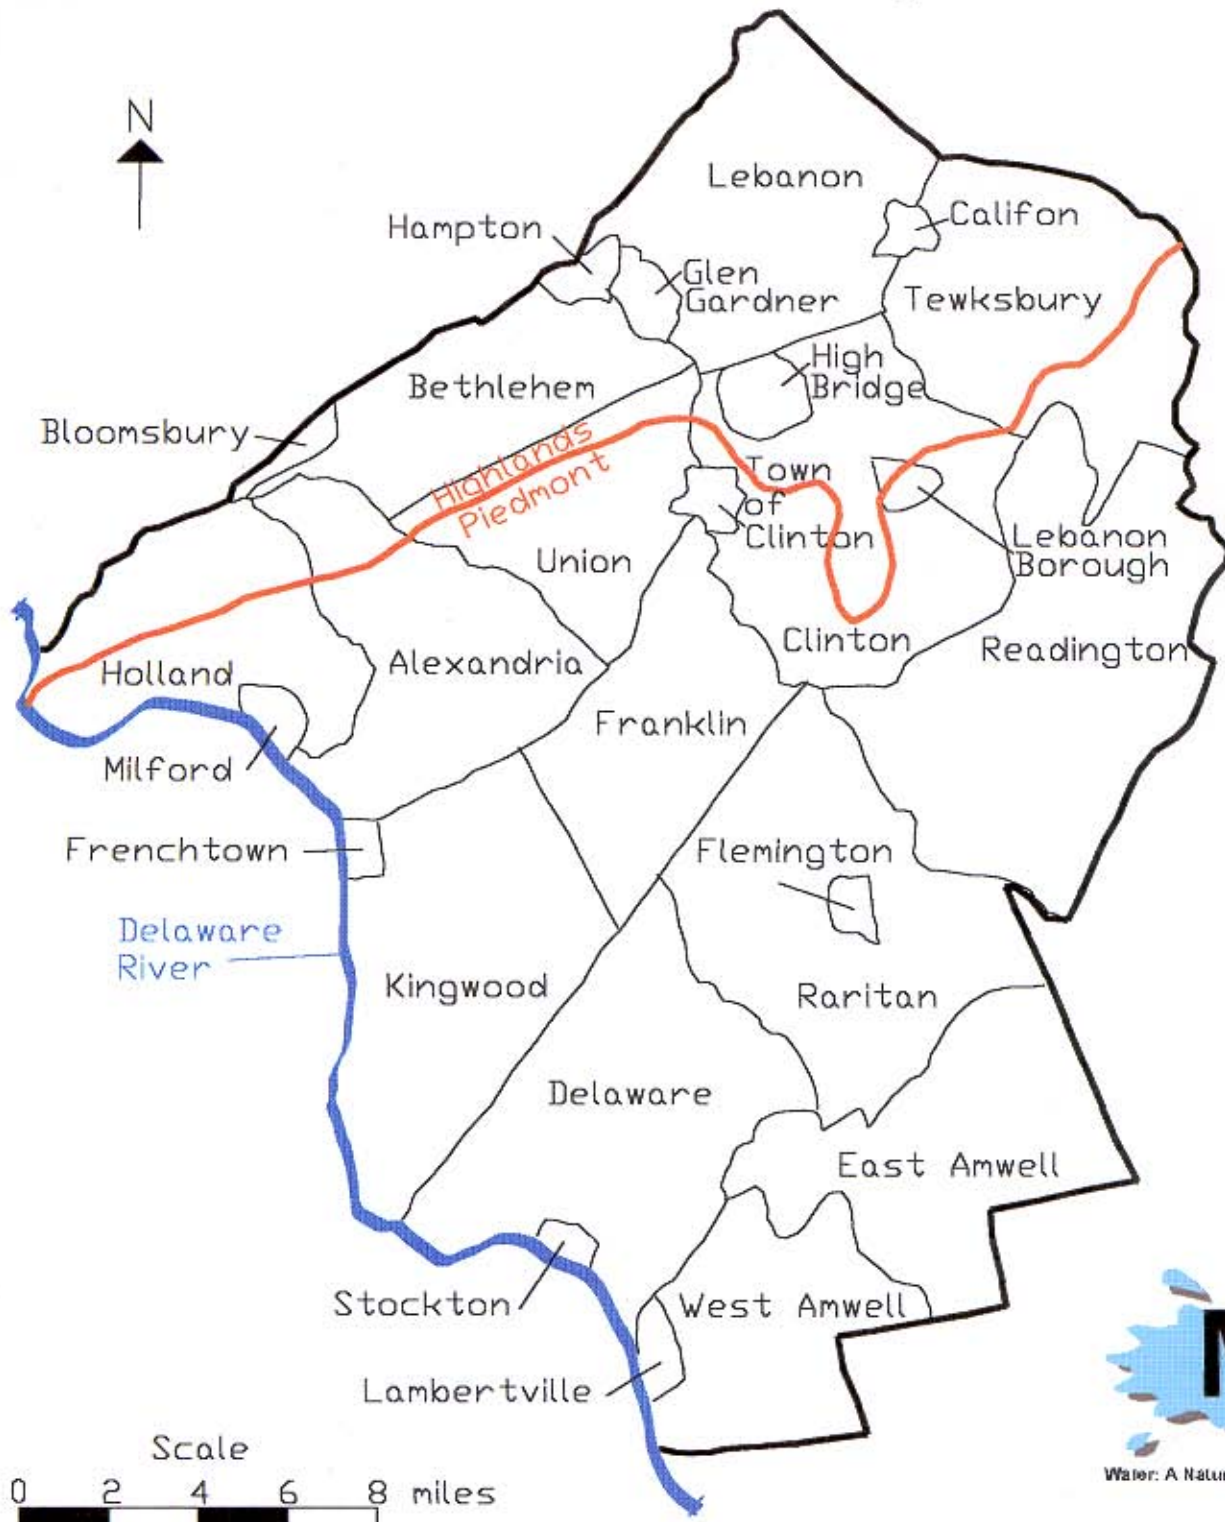 N
Lebanon
Hampton
Califon
Glen
Gardner
Tewksbury
High
Bridge
Bethlehem
Bloomsbury
Highlands
Piedmont
Town
of
Clinton
Union
Lebanon
Borough
Clinton
Readington
Holland
Alexandria
Franklin
Milford
Frenchtown
Flemington
Delaware
River
Kingwood
Raritan
Delaware
East Amwell
Stockton
West Amwell
Lambertville
Scale
0 2 4 6 8 miles
Water: A Natu